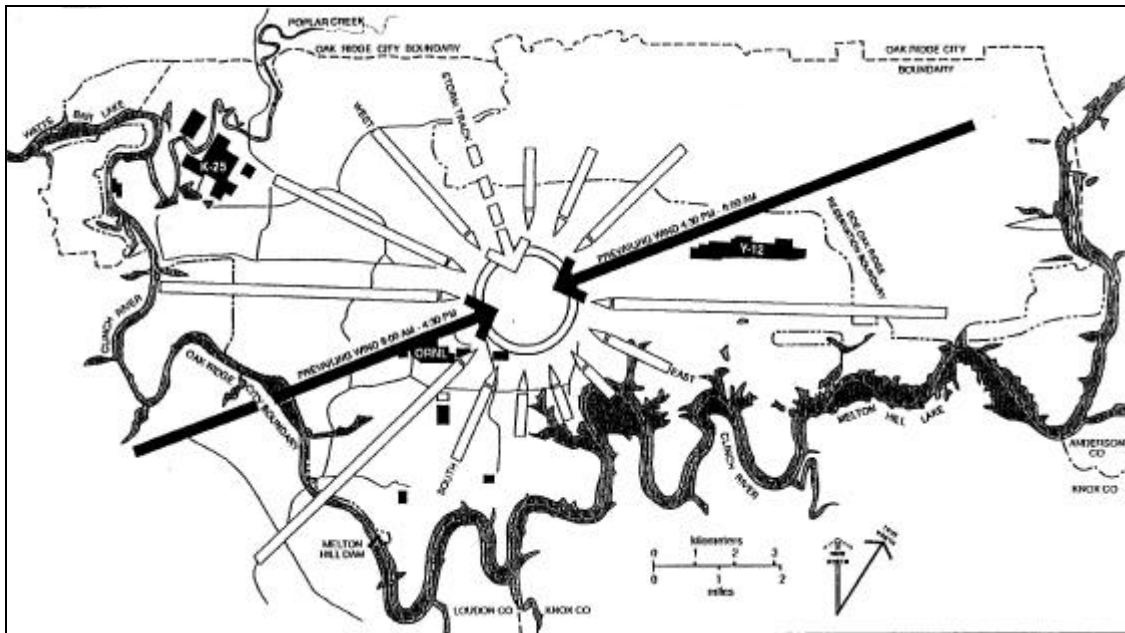 POPLAR CREEK
OAK RIDGE CITY BOUNDARY
OAK RIDGE CITY
BOUNDARY
WATTS BAR LAKE
WEST
STORM TRACK
K-25
PREVAILING WIND 4:30 PM - 8:00 AM
Y-12
DOE OAK RIDGE
RESERVATION BOUNDARY
CLINCH RIVER
PREVAILING WIND 8:00 AM - 4:30 PM
ORNL
OAK RIDGE CITY BOUNDARY
EAST
MELTON HILL LAKE
CLINCH RIVER
SOUTH
ANDERSON
CO
KNOX CO
MELTON
HILL DAM
kilometers
0 1 2 3
0 1 2
miles
LOUDON CO
KNOX CO